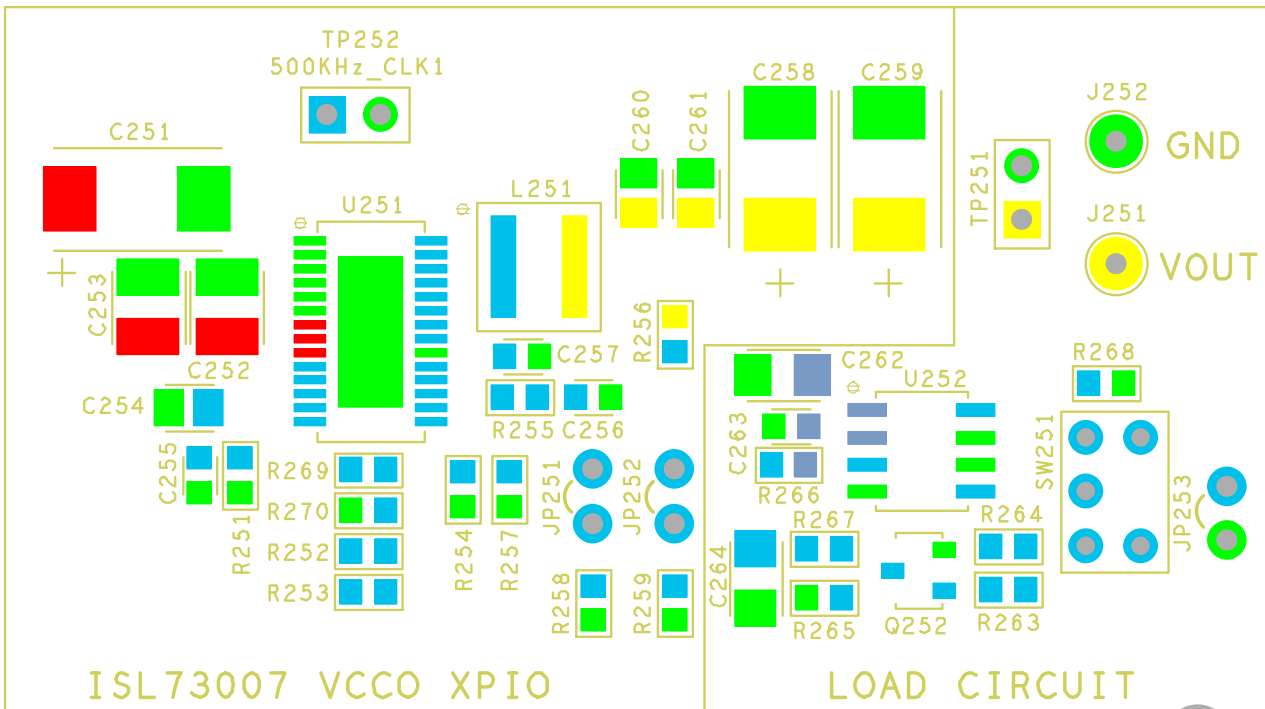 TP252
500KHz_CLK1
C258
C259
C260
C261
J252
C251
GND
L251
TP251
U251
J251
VOUT
C253
R256
C257
C262
R268
C252
U252
C254
R255
C256
C263
SW251
C255
R269
R266
R251
R270
R254
R257
JP251
JP252
R267
R264
JP253
R252
C264
R253
R258
R259
R265
Q252
R263
ISL73007 VCCO XPIO
LOAD CIRCUIT